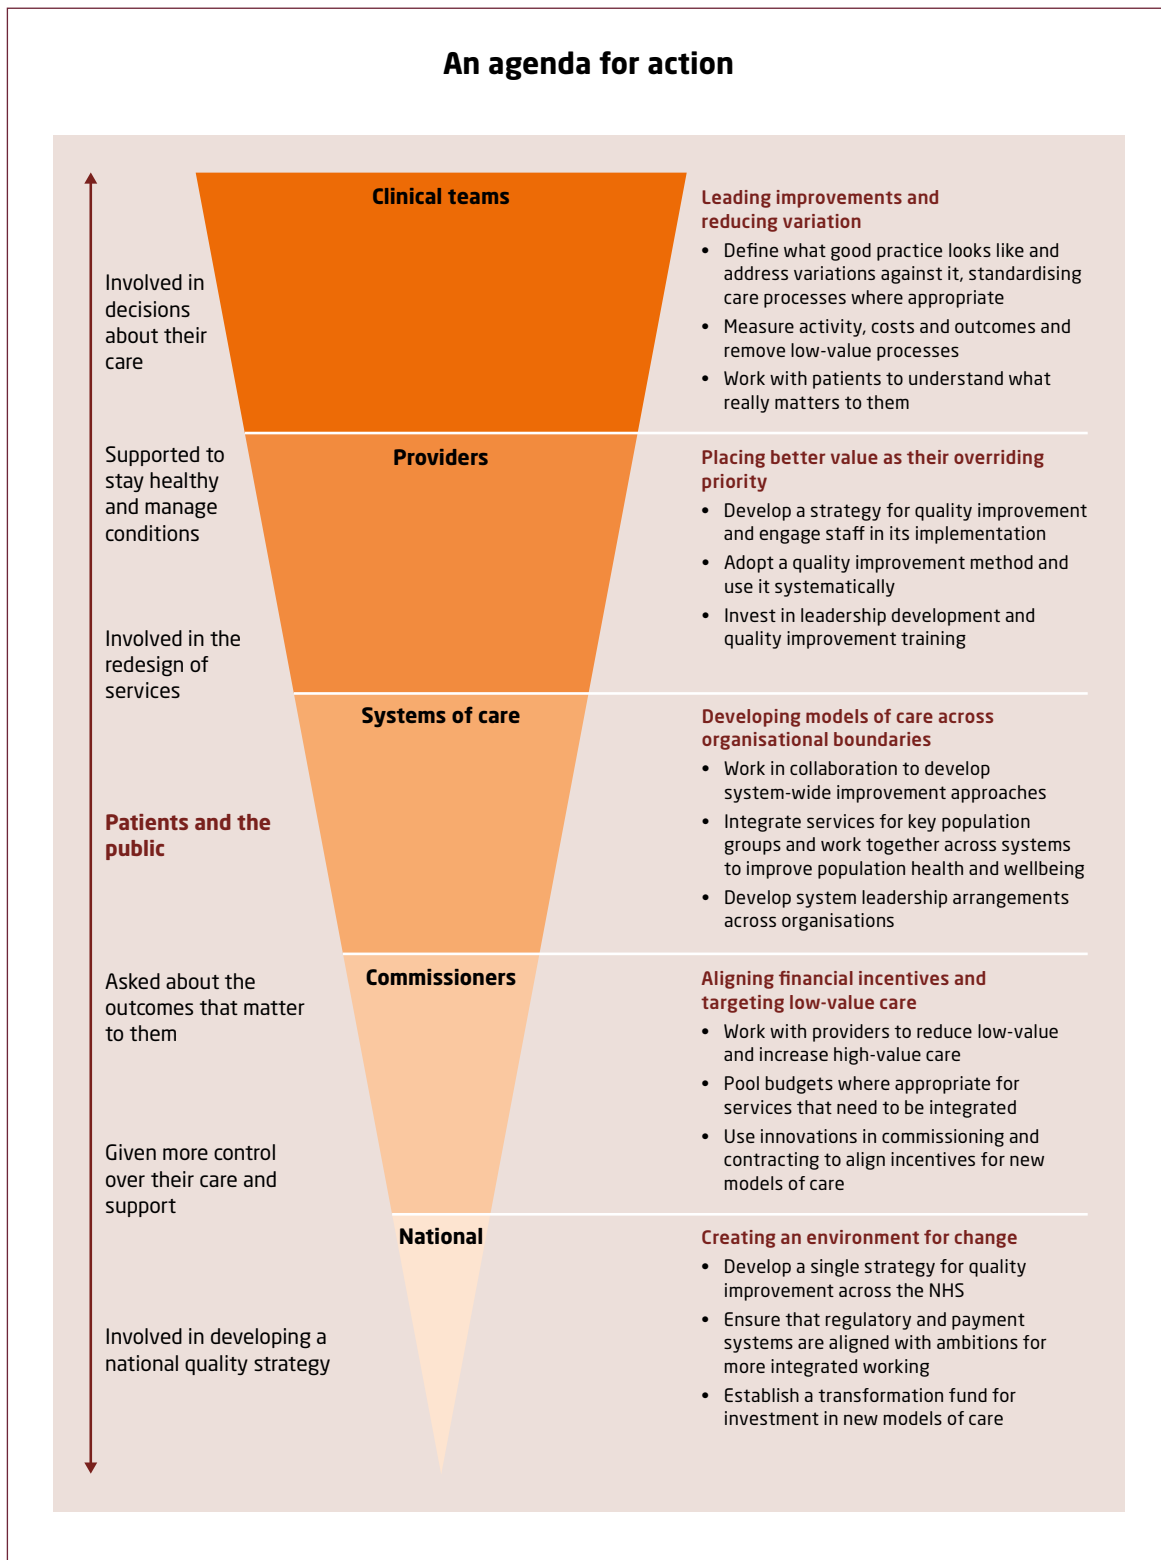 An agenda for action
Involved in
decisions
about their
care
Supported to
stay healthy
and manage
conditions
Involved in the
redesign of
services
Patients and the
public
Asked about the
outcomes that matter
to them
Given more control
over their care and
support
Involved in developing a
national quality strategy
Clinical teams
Leading improvements and
reducing variation
• Define what good practice looks like and
address variations against it, standardising
care processes where appropriate
• Measure activity, costs and outcomes and
remove low-value processes
• Work with patients to understand what
really matters to them
Providers
Placing better value as their overriding
priority
• Develop a strategy for quality improvement
and engage staff in its implementation
• Adopt a quality improvement method and
use it systematically
• Invest in leadership development and
quality improvement training
Systems of care
Developing models of care across
organisational boundaries
• Work in collaboration to develop
system-wide improvement approaches
• Integrate services for key population
groups and work together across systems
to improve population health and wellbeing
• Develop system leadership arrangements
across organisations
Commissioners
Aligning financial incentives and
targeting low-value care
• Work with providers to reduce low-value
and increase high-value care
• Pool budgets where appropriate for
services that need to be integrated
• Use innovations in commissioning and
contracting to align incentives for new
models of care
National
Creating an environment for change
• Develop a single strategy for quality
improvement across the NHS
• Ensure that regulatory and payment
systems are aligned with ambitions for
more integrated working
• Establish a transformation fund for
investment in new models of care